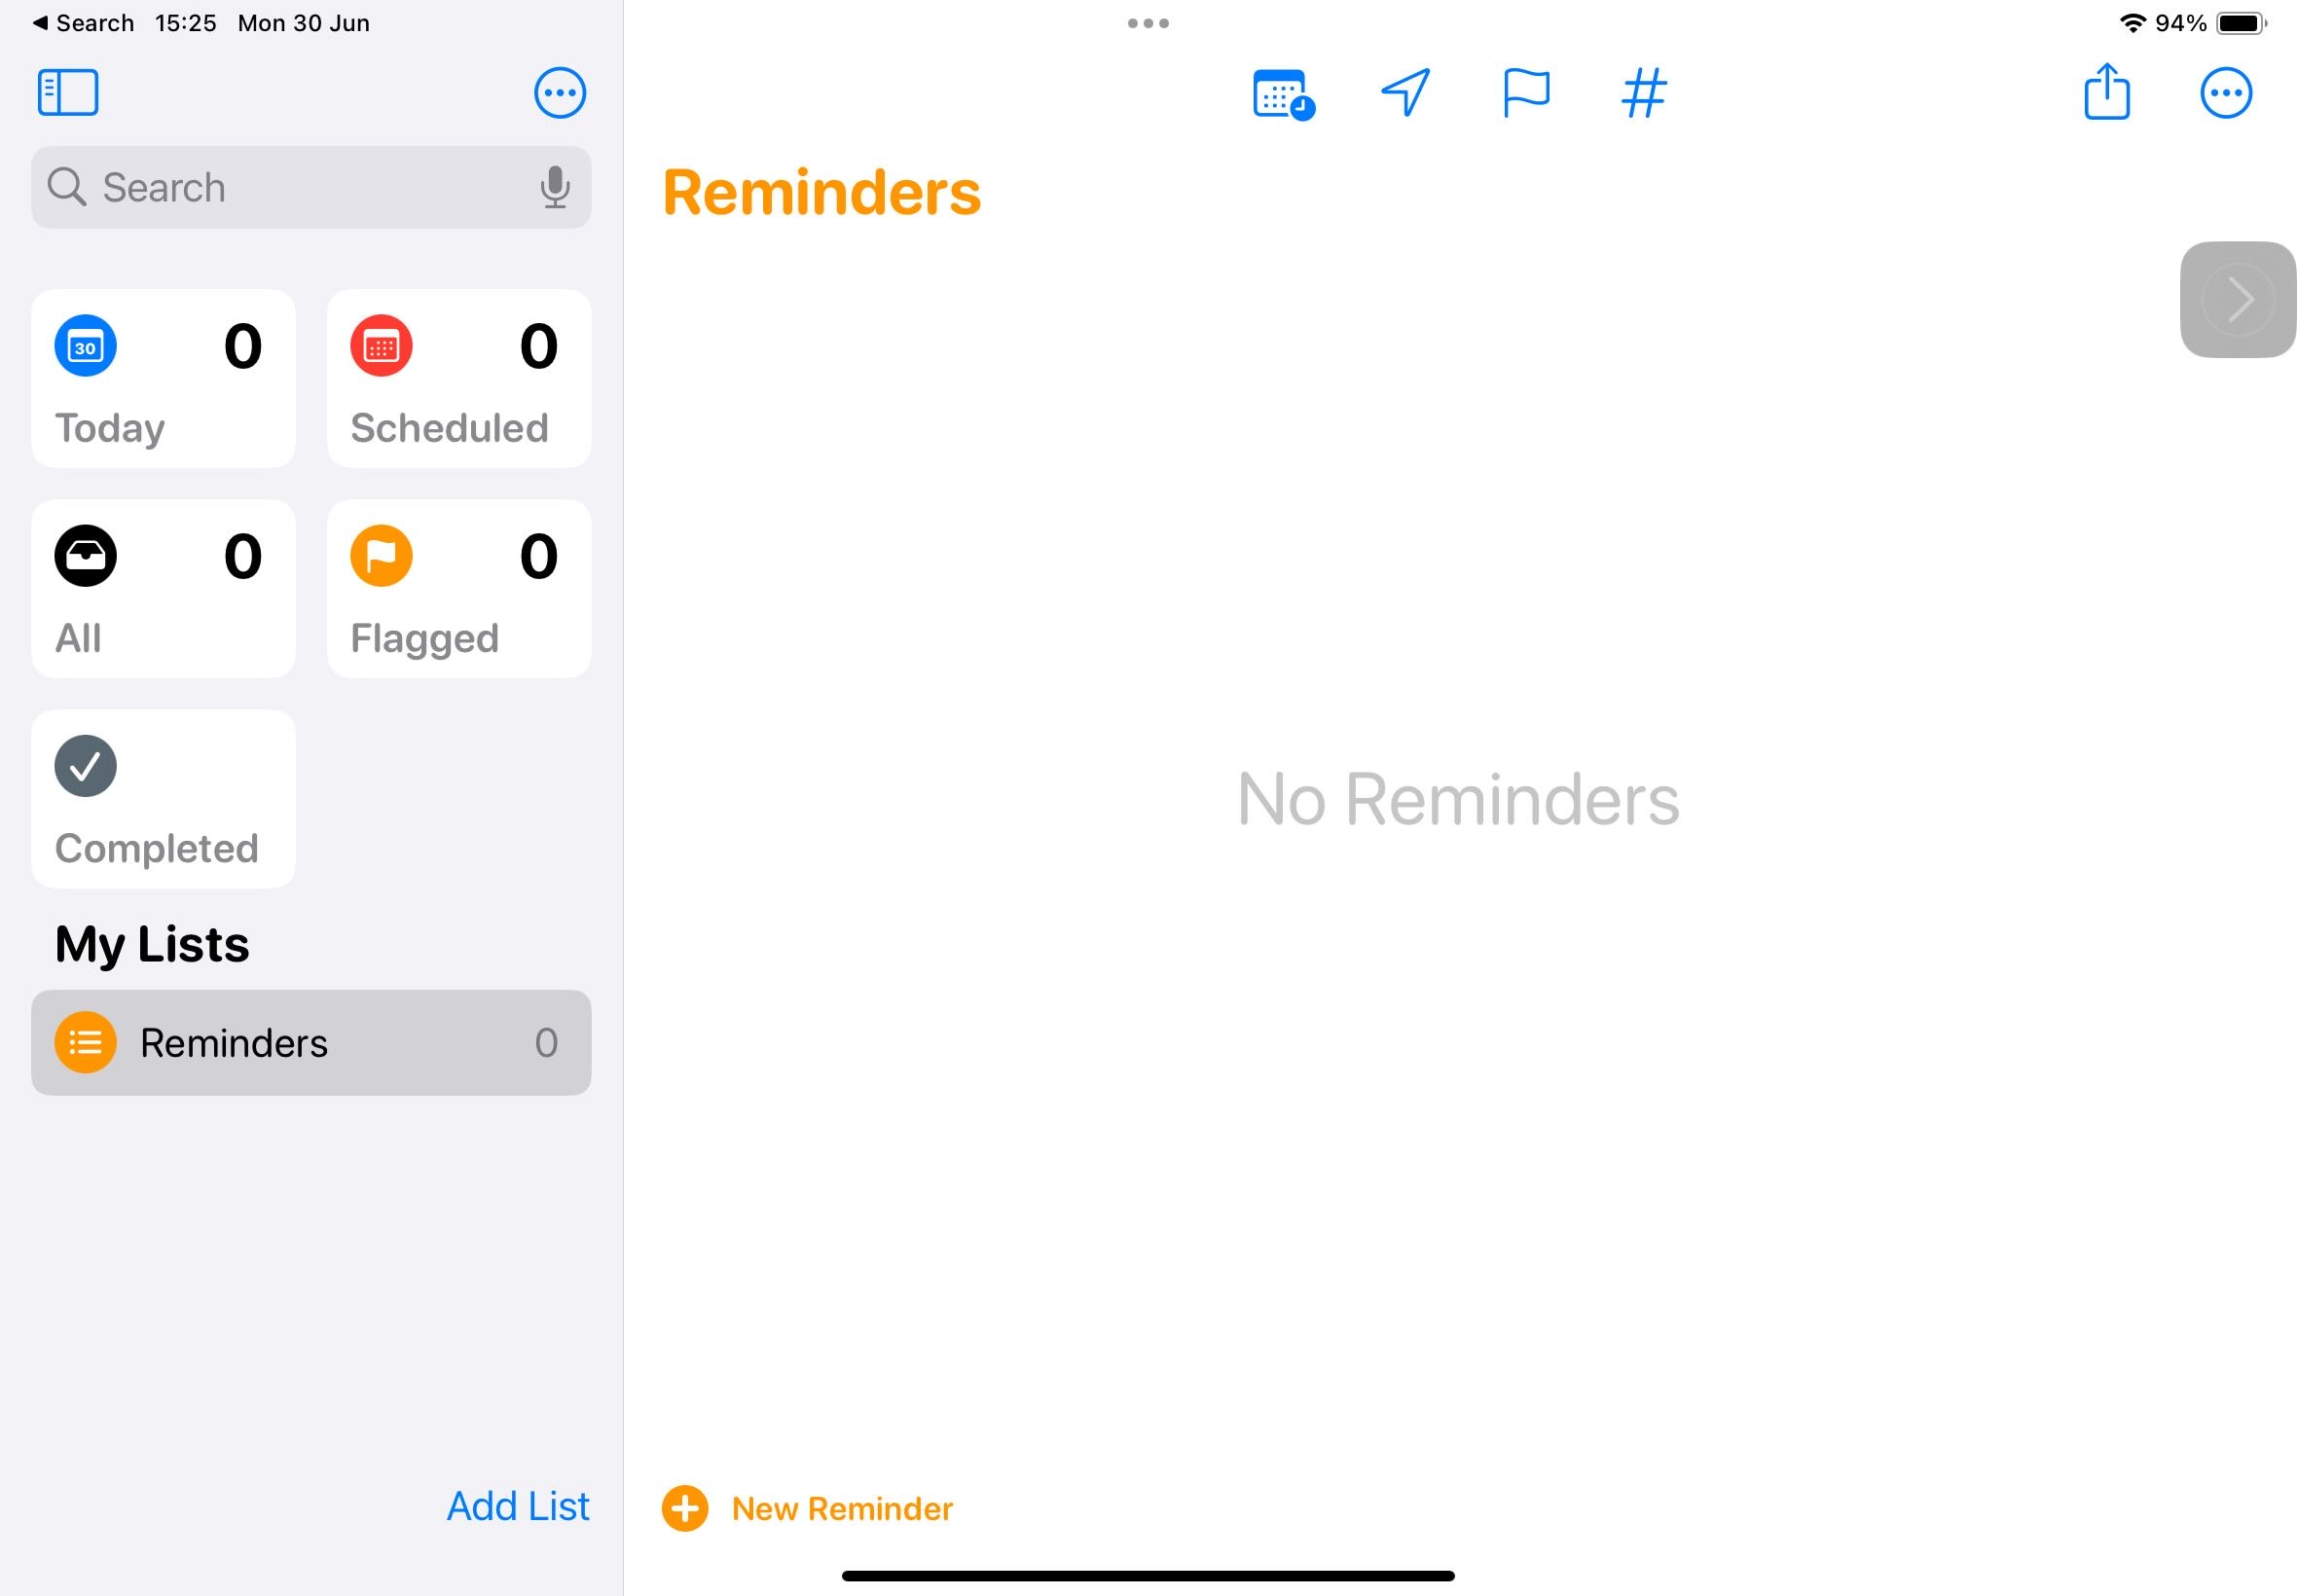 Search 15:25 Mon 30 Jun
94%
Search
Reminders
30 0
0
Today
Scheduled
0
0
All
Flagged
Completed
No Reminders
My Lists
Reminders 0
Add List
New Reminder